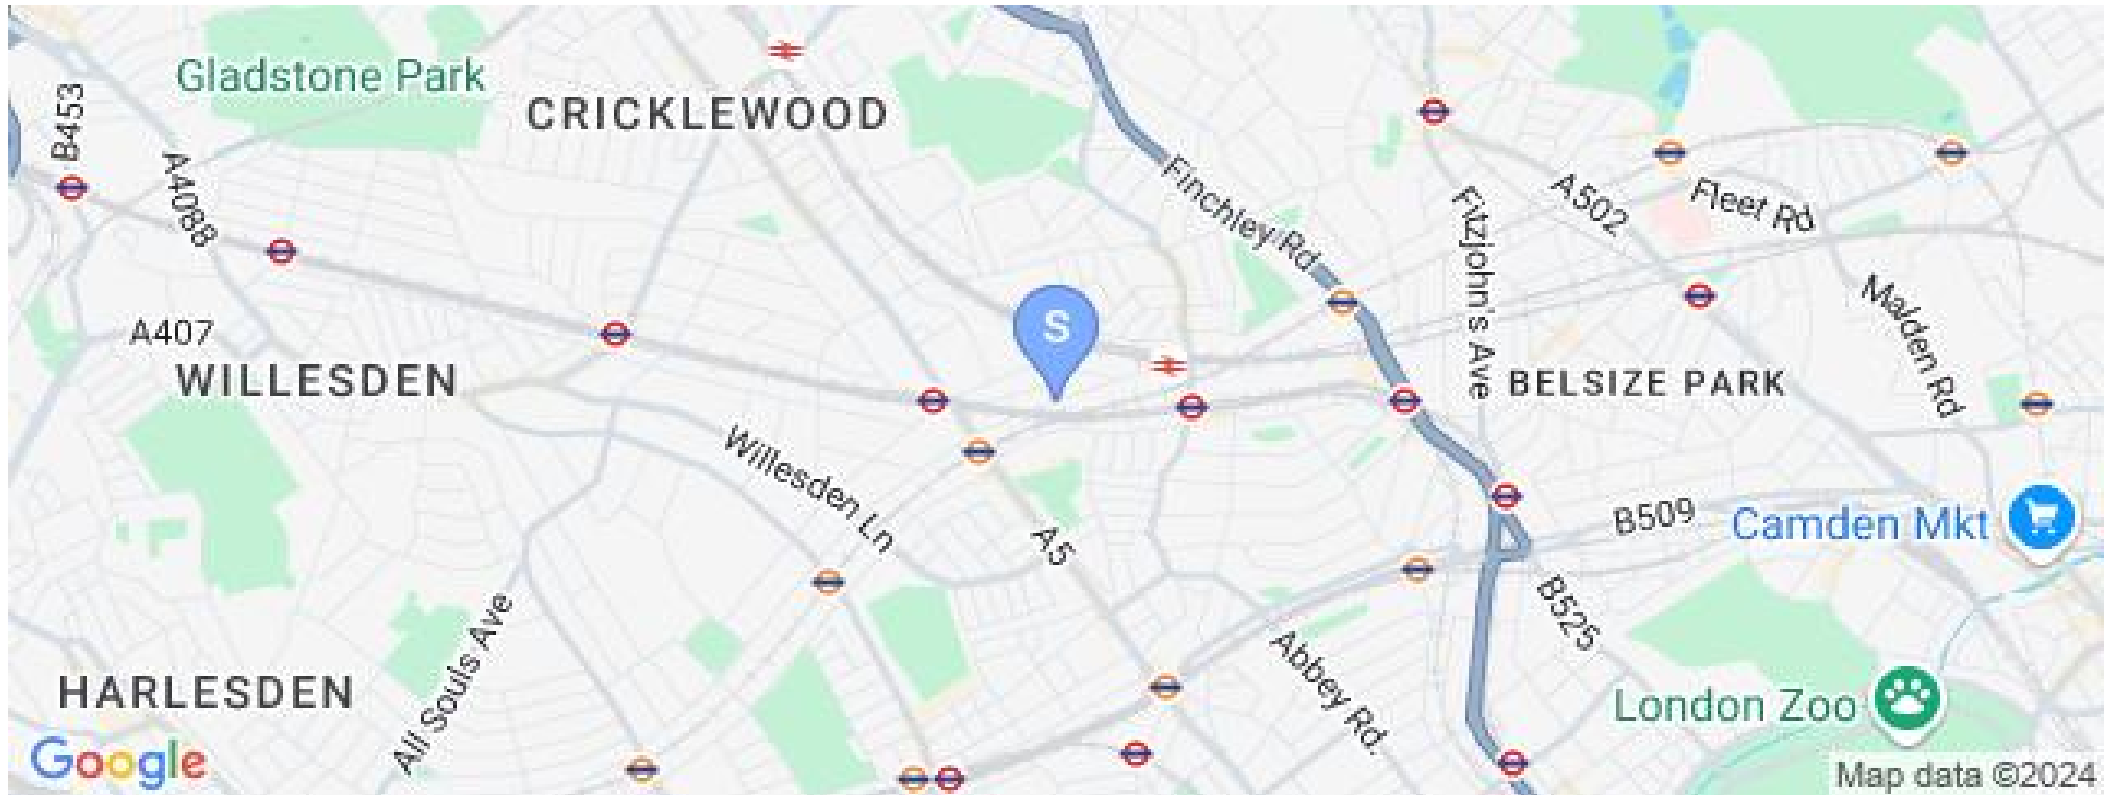 Gladstone Park
CRICKLEWOOD
B453
A4088
Finchley Rd
Fitzjohn's Ave
A502
Fleet Rd
Malden Rd
A407
WILLESDEN
S
BELSIZE PARK
Willesden Ln
A5
B509
Camden Mkt
B525
All Souls Ave
Abbey Rd.
HARLESDEN
London Zoo
Google
Map data ©2024